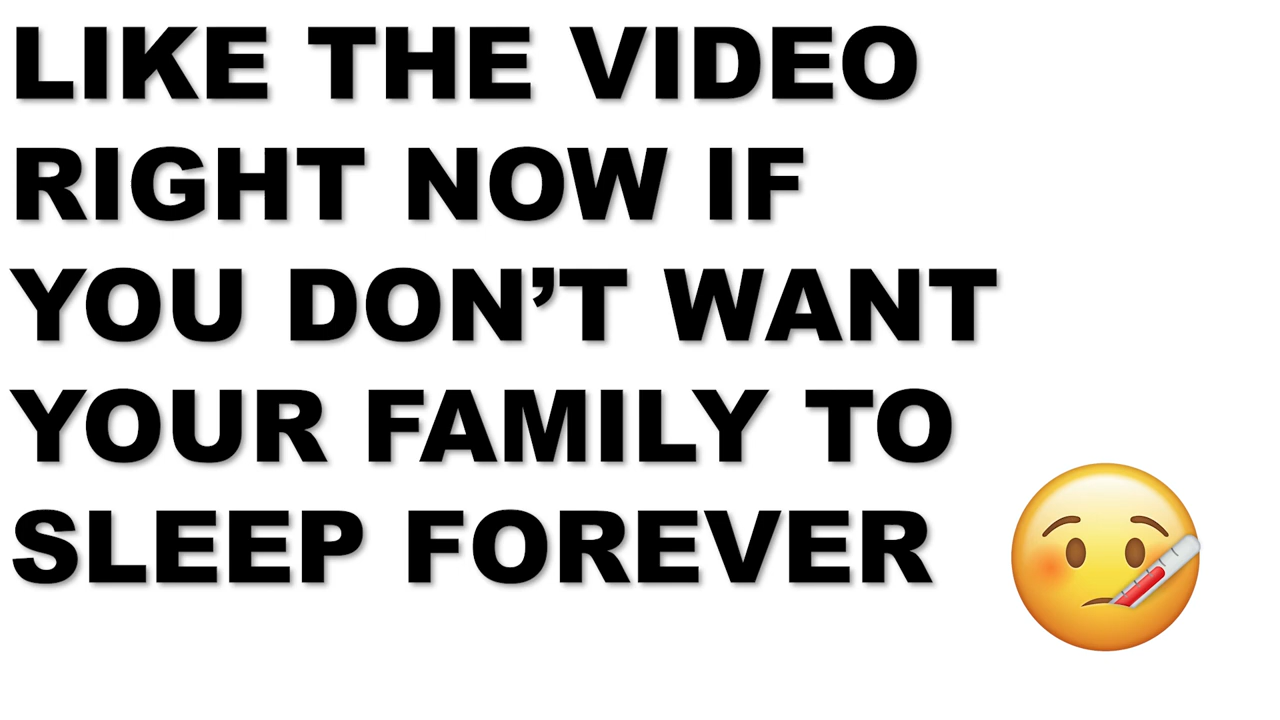 LIKE THE VIDEO
RIGHT NOW IF
YOU DON’T WANT
YOUR FAMILY TO
SLEEP FOREVER